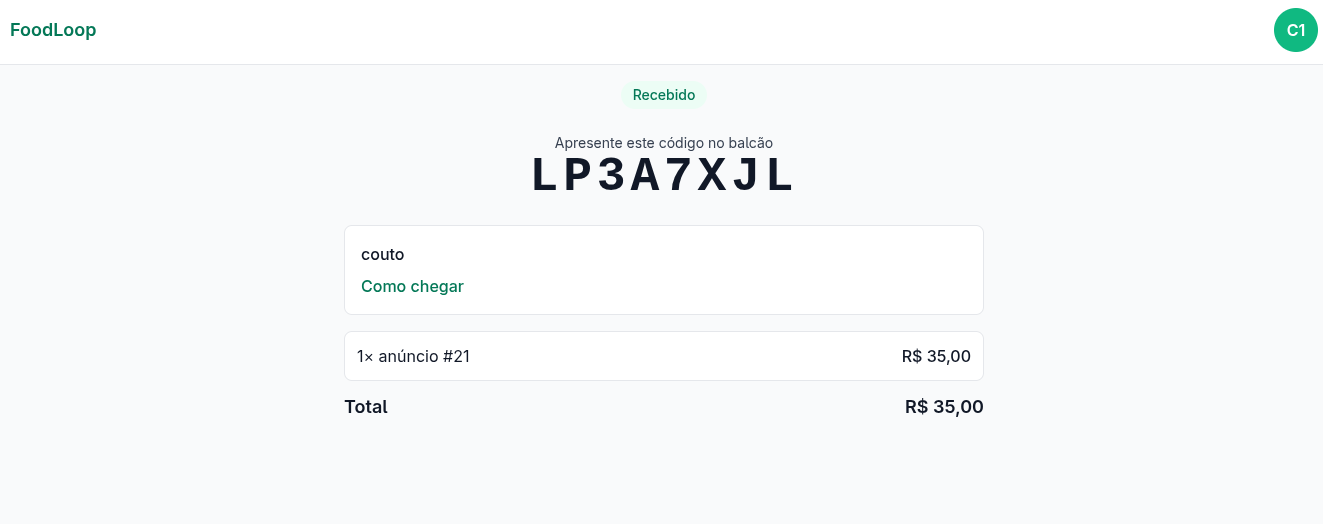 FoodLoop
C1
Recebido
Apresente este código no balcão
LP3A7XJL
couto
Como chegar
1× anúncio #21 R$ 35,00
Total R$ 35,00